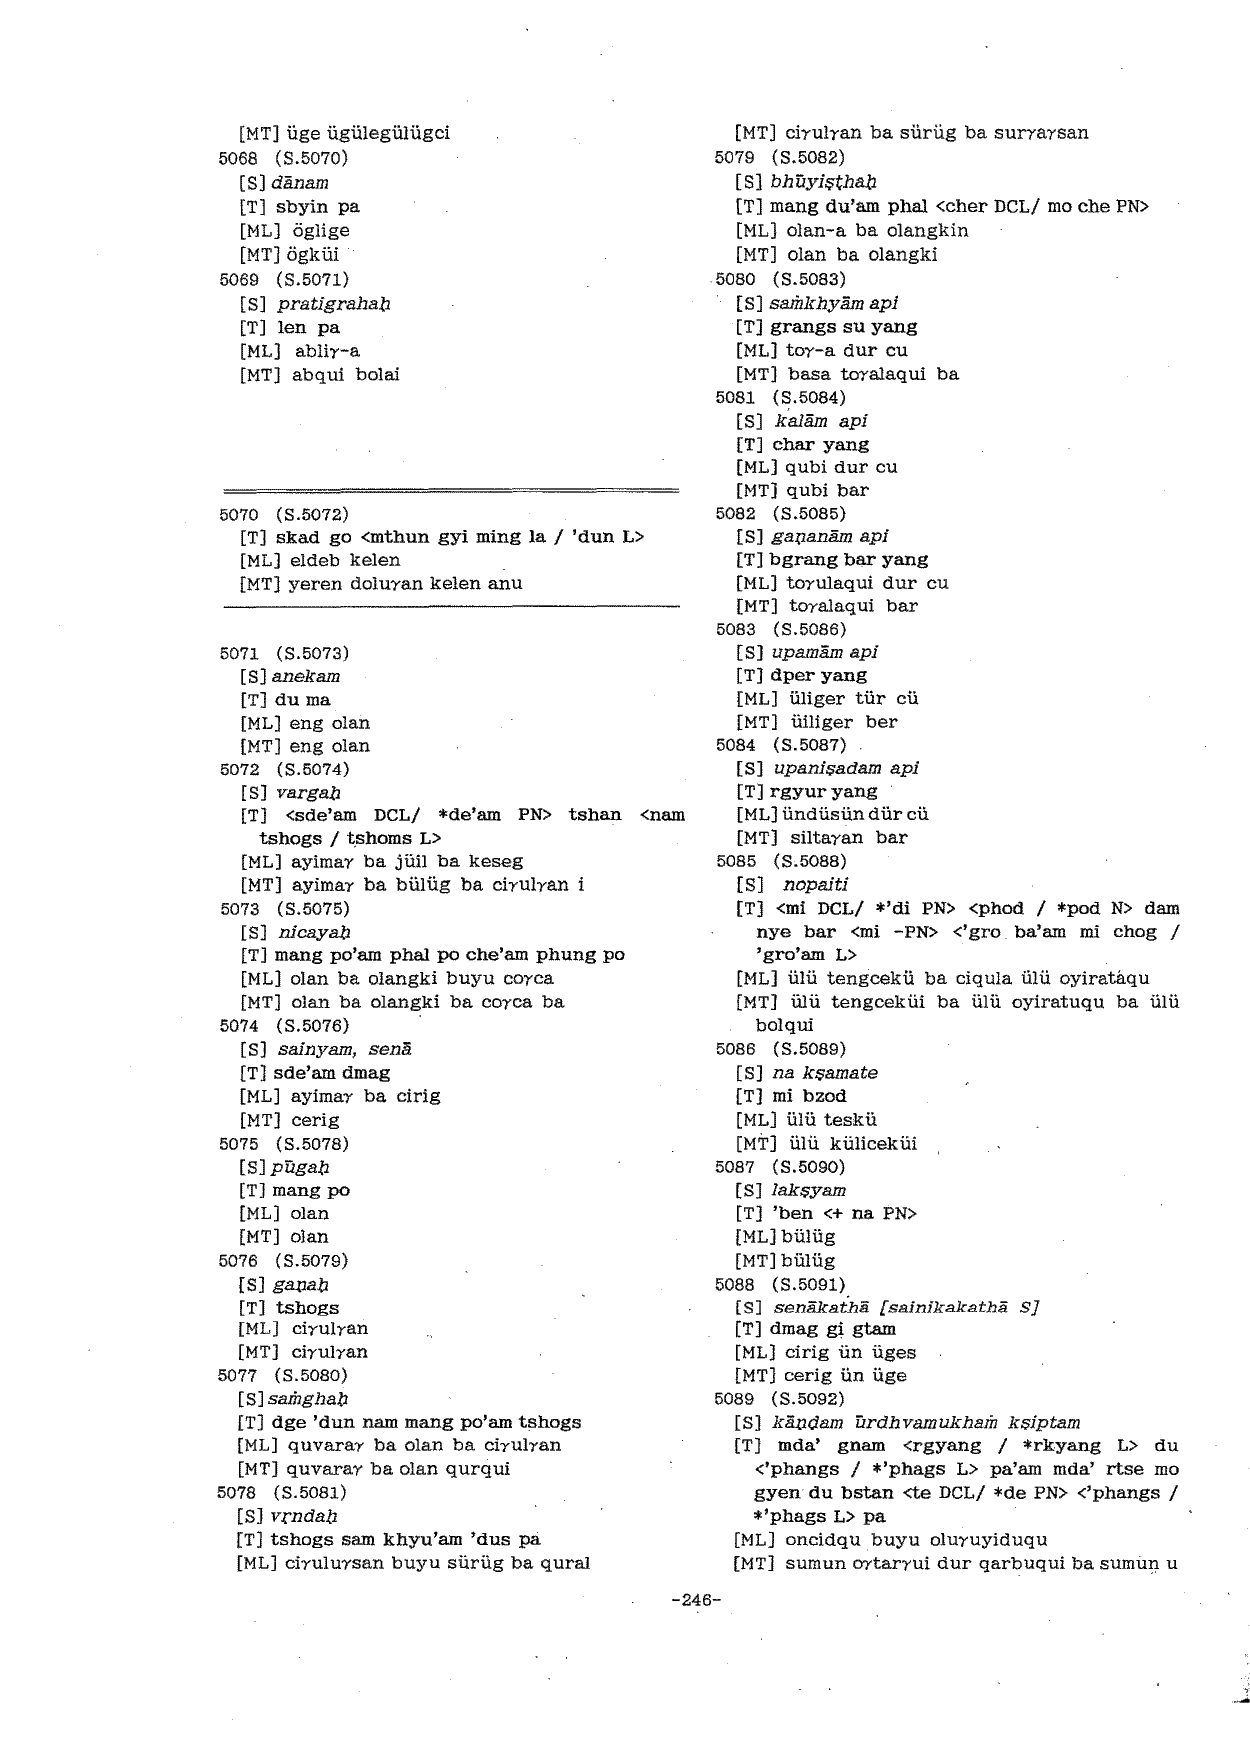 [MT] üge ügülegülügci
5068 (S.5070)
[S] dānam
[T] sbyin pa
[ML] öglige
[MT] ögküi
5069 (S.5071)
[S] pratigrahaḥ
[T] len pa
[ML] abliγ-a
[MT] abqui bolai
5070 (S.5072)
[T] skad go <mthun gyi ming la / 'dun L>
[ML] eldeb kelen
[MT] yeren doluγan kelen anu
5071 (S.5073)
[S] anekam
[T] du ma
[ML] eng olan
[MT] eng olan
5072 (S.5074)
[S] vargaḥ
[T] <sde'am DCL/ *de'am PN> tshan <nam
tshogs / tshoms L>
[ML] ayimaγ ba jüil ba keseg
[MT] ayimaγ ba bülüg ba ciγulγan i
5073 (S.5075)
[S] nicayaḥ
[T] mang po'am phal po che'am phung po
[ML] olan ba olangki buyu coγca
[MT] olan ba olangki ba coγca ba
5074 (S.5076)
[S] sainyam, senā
[T] sde'am dmag
[ML] ayimaγ ba cirig
[MT] cerig
5075 (S.5078)
[S] pūgaḥ
[T] mang po
[ML] olan
[MT] olan
5076 (S.5079)
[S] gaṇaḥ
[T] tshogs
[ML] ciγulγan
[MT] ciγulγan
5077 (S.5080)
[S] saṁghaḥ
[T] dge 'dun nam mang po'am tshogs
[ML] quvaraγ ba olan ba ciγulγan
[MT] quvaraγ ba olan qurqui
5078 (S.5081)
[S] vṛndaḥ
[T] tshogs sam khyu'am 'dus pa
[ML] ciγuluγsan buyu sürüg ba qural
[MT] ciγulγan ba sürüg ba surγaγsan
5079 (S.5082)
[S] bhūyiṣṭhaḥ
[T] mang du'am phal <cher DCL/ mo che PN>
[ML] olan-a ba olangkin
[MT] olan ba olangki
5080 (S.5083)
[S] saṁkhyām api
[T] grangs su yang
[ML] toγ-a dur cu
[MT] basa toγalaqui ba
5081 (S.5084)
[S] kalām api
[T] char yang
[ML] qubi dur cu
[MT] qubi bar
5082 (S.5085)
[S] gaṇanām api
[T] bgrang bar yang
[ML] toγulaqui dur cu
[MT] toγalaqui bar
5083 (S.5086)
[S] upamām api
[T] dper yang
[ML] üliger tür cü
[MT] üiliger ber
5084 (S.5087)
[S] upaniṣadam api
[T] rgyur yang
[ML] ündüsün dür cü
[MT] siltaγan bar
5085 (S.5088)
[S] nopaiti
[T] <mi DCL/ *'di PN> <phod / *pod N> dam
nye bar <mi -PN> <'gro ba'am mi chog /
'gro'am L>
[ML] ülü tengcekü ba ciqula ülü oyirataqu
[MT] ülü tengceküi ba ülü oyiratuqu ba ülü
bolqui
5086 (S.5089)
[S] na kṣamate
[T] mi bzod
[ML] ülü teskü
[MT] ülü küliceküi
5087 (S.5090)
[S] lakṣyam
[T] 'ben <+ na PN>
[ML] bülüg
[MT] bülüg
5088 (S.5091)
[S] senākathā [sainikakathā S]
[T] dmag gi gtam
[ML] cirig ün üges
[MT] cerig ün üge
5089 (S.5092)
[S] kāṇḍam ūrdhvamukhaṁ kṣiptam
[T] mda' gnam <rgyang / *rkyang L> du
<'phangs / *'phags L> pa'am mda' rtse mo
gyen du bstan <te DCL/ *de PN> <'phangs /
*'phags L> pa
[ML] oncidqu buyu oluγuyiduqu
[MT] sumun oγtarγui dur qarbuqui ba sumun u
-246-